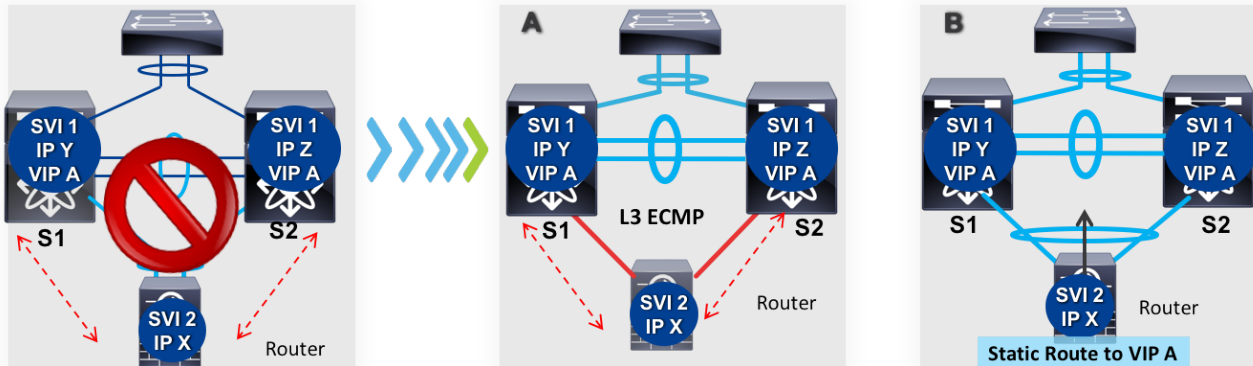 SVI 1
IP Y
VIP A
SVI 1
IP Z
VIP A
S1
S2
SVI 2
IP X
Router
A
SVI 1
IP Y
VIP A
SVI 1
IP Z
VIP A
L3 ECMP
S1
S2
SVI 2
IP X
Router
B
SVI 1
IP Y
VIP A
SVI 1
IP Z
VIP A
S1
S2
SVI 2
IP X
Router
Static Route to VIP A